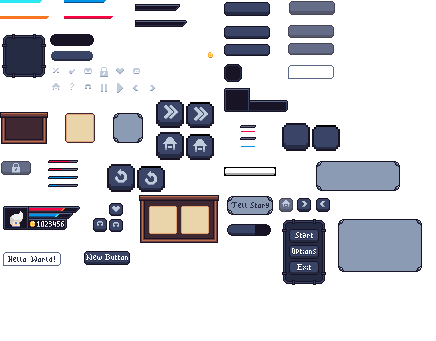 Tell Story
1023456
Start
Options
Exit
Hello World!
New Button